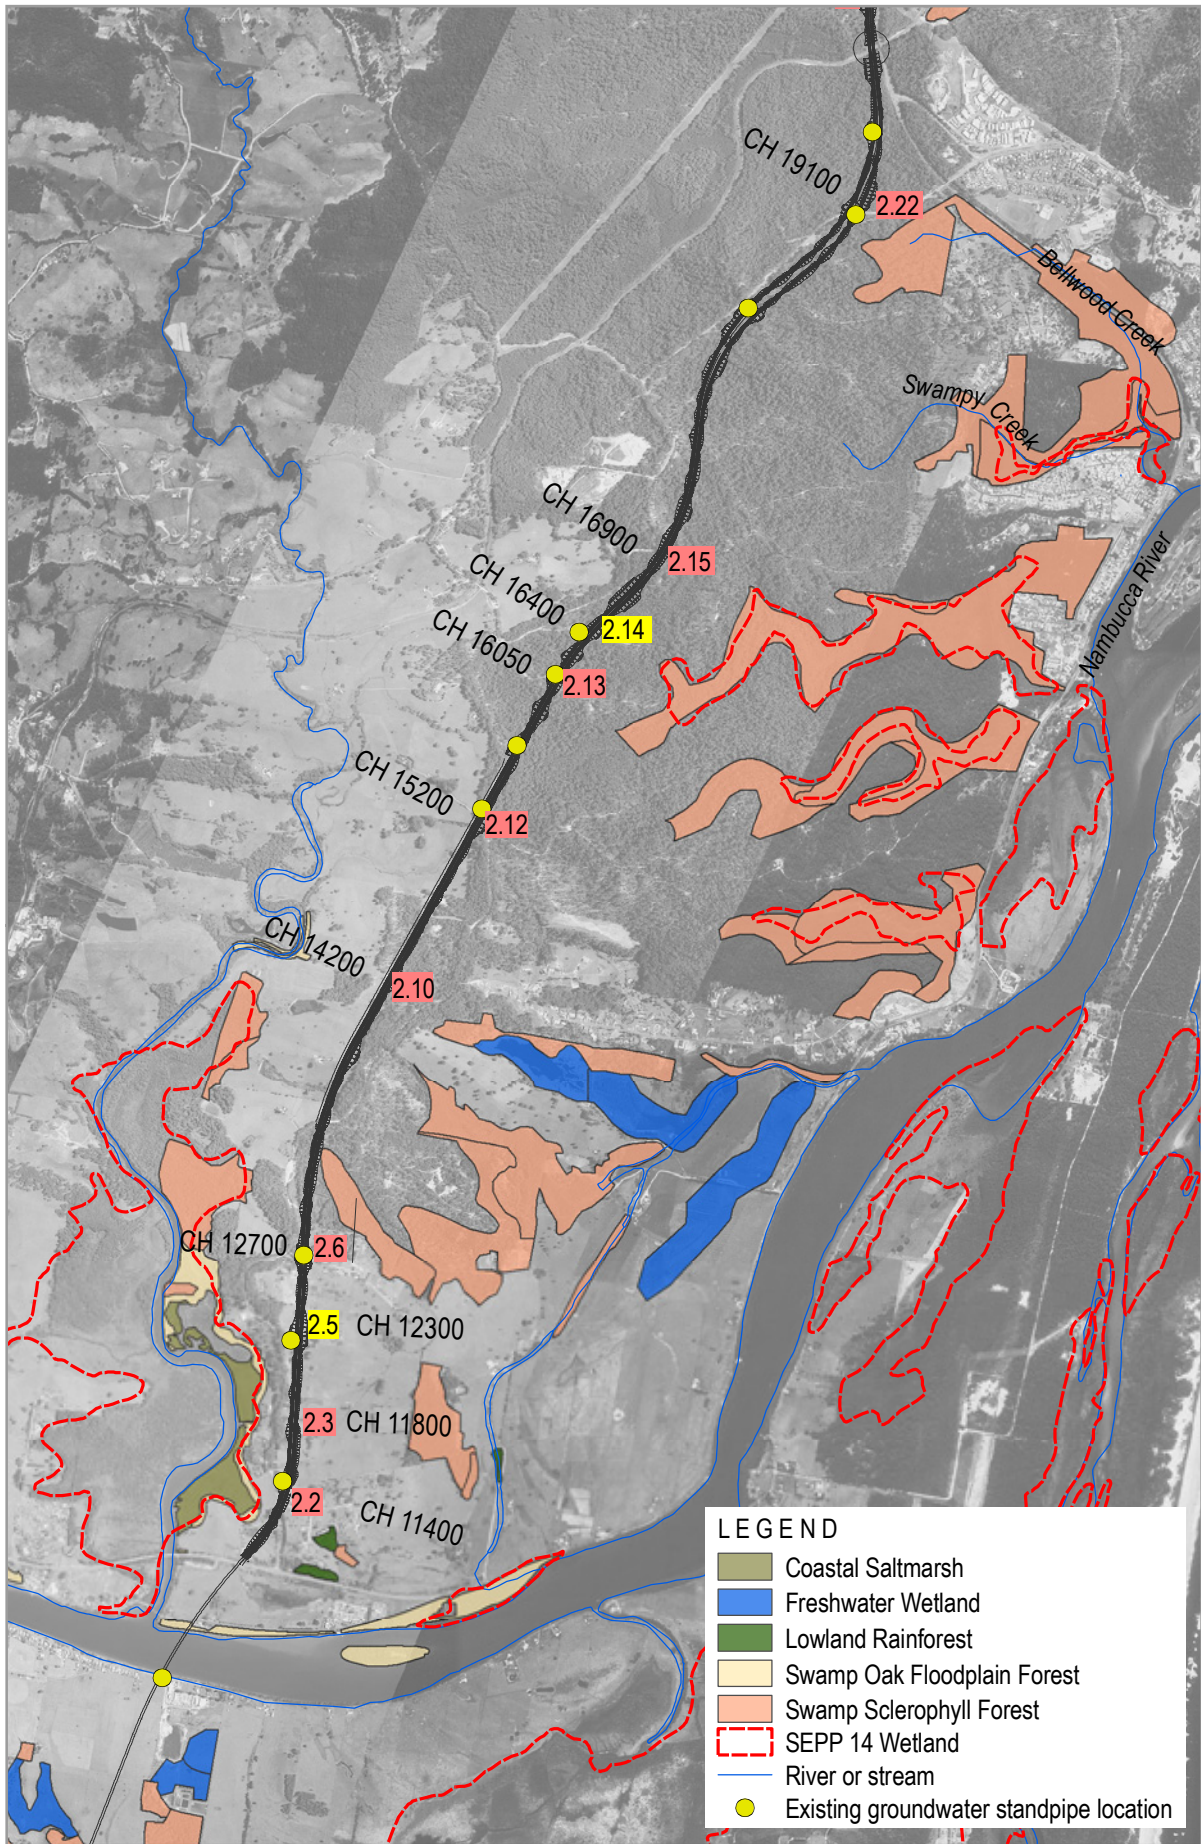 CH 19100
2.22
Bellwood Creek
Swampy Creek
CH 16900
2.15
Nambucca River
CH 16400
2.14
CH 16050
2.13
CH 15200
2.12
CH 14200
2.10
CH 12700
2.6
2.5
CH 12300
2.3
CH 11800
2.2
CH 11400
LEGEND
Coastal Saltmarsh
Freshwater Wetland
Lowland Rainforest
Swamp Oak Floodplain Forest
Swamp Sclerophyll Forest
SEPP 14 Wetland
River or stream
Existing groundwater standpipe location